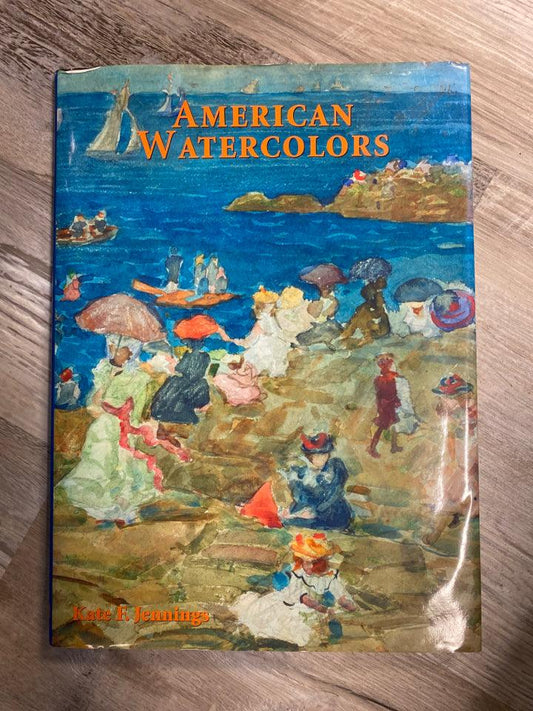 AMERICAN
WATERCOLORS
Kate F. Jennings